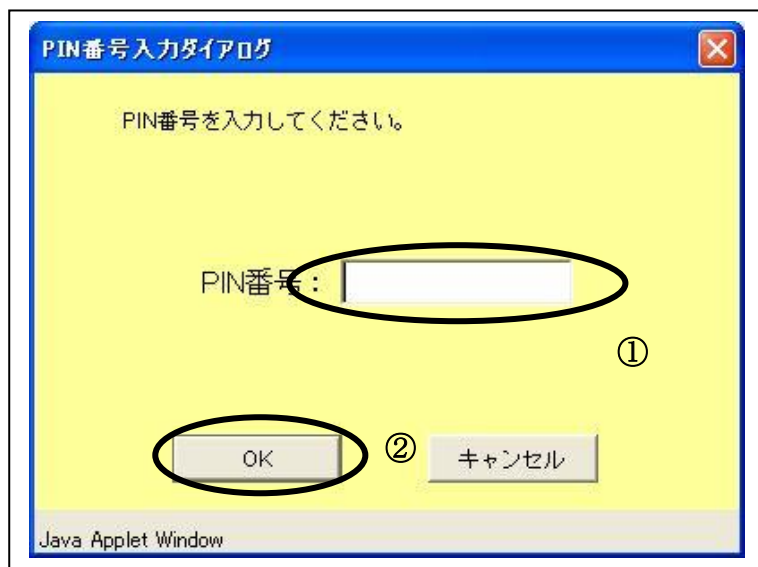 PIN番号入力ダイアログ
PIN番号を入力してください。
PIN番号：
①
OK
②
キャンセル
Java Applet Window